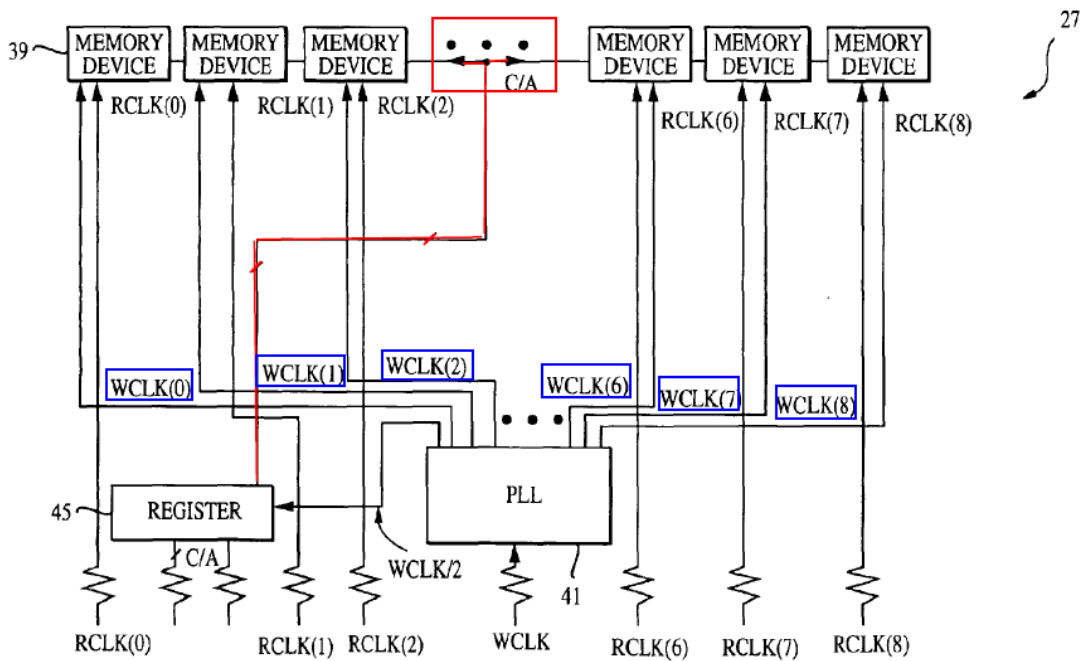 27
39
MEMORY DEVICE
MEMORY DEVICE
MEMORY DEVICE
C/A
MEMORY DEVICE
MEMORY DEVICE
MEMORY DEVICE
RCLK(0)
RCLK(1)
RCLK(2)
RCLK(6)
RCLK(7)
RCLK(8)
WCLK(0)
WCLK(1)
WCLK(2)
WCLK(6)
WCLK(7)
WCLK(8)
45
REGISTER
PLL
C/A
WCLK/2
41
RCLK(0)
RCLK(1)
RCLK(2)
WCLK
RCLK(6)
RCLK(7)
RCLK(8)